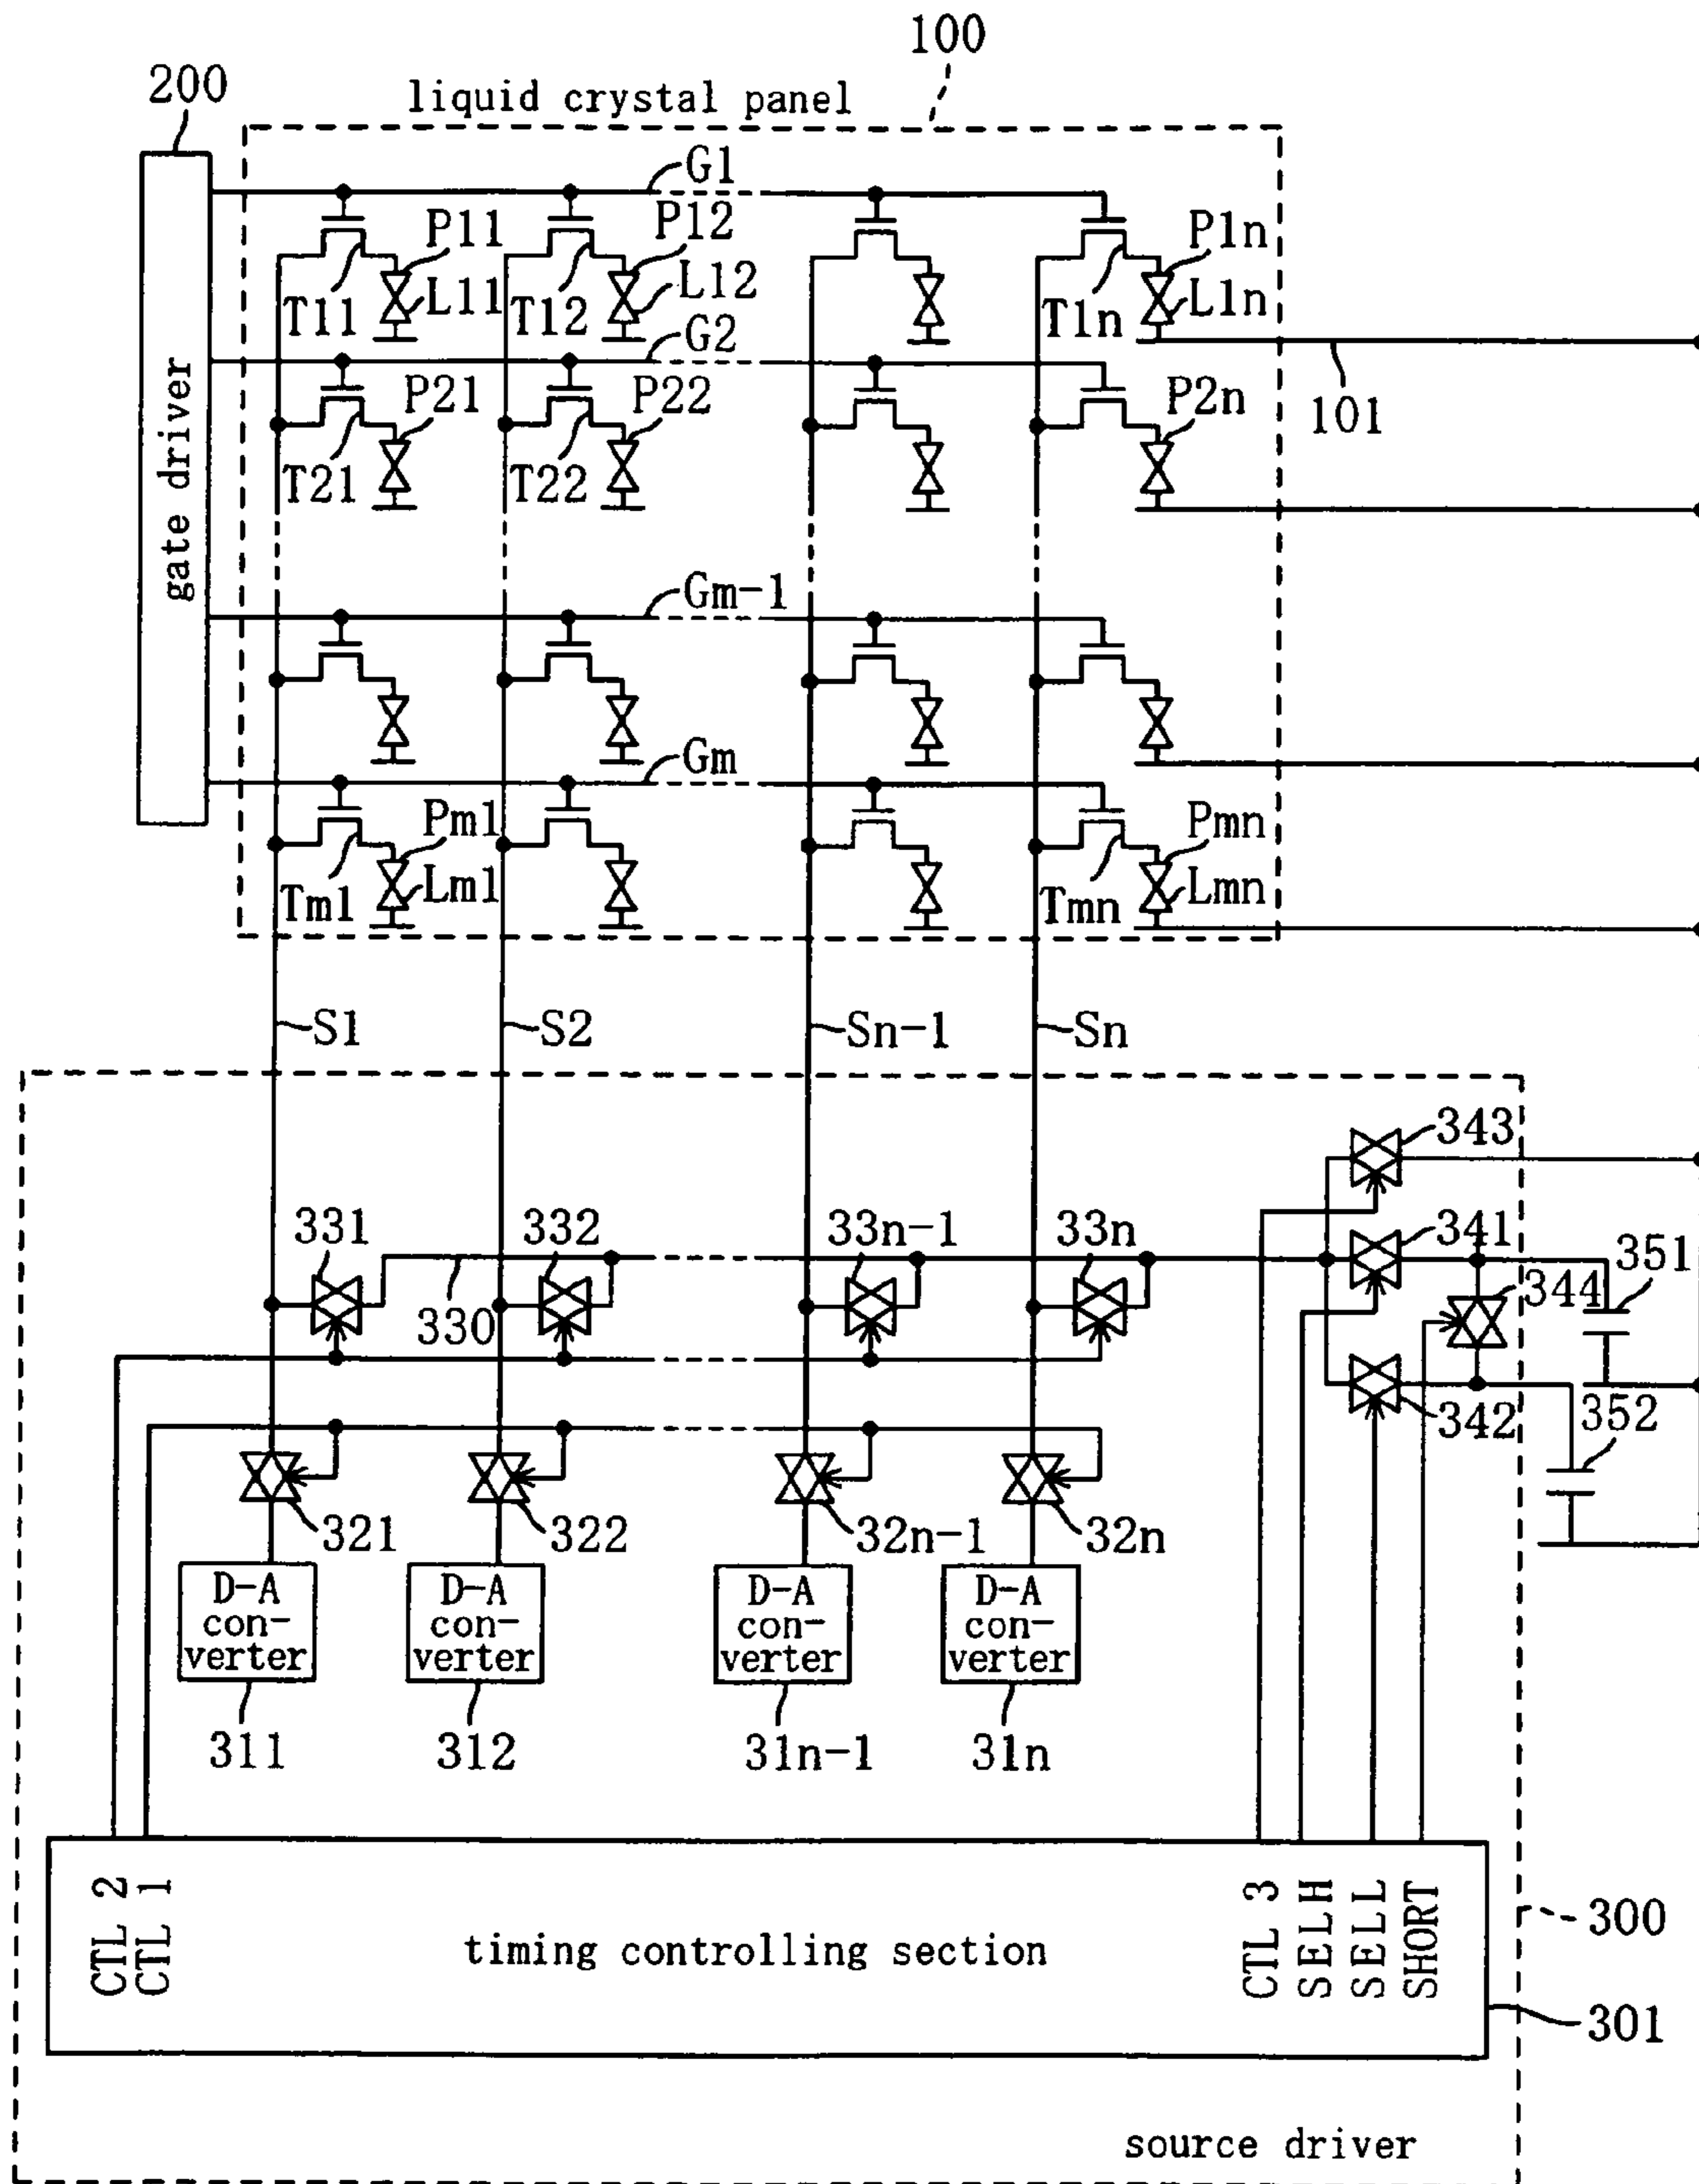 100
200
liquid crystal panel
G1
P11
P12
P1n
T11
L11
T12
L12
T1n
L1n
G2
101
gate driver
P21
P22
P2n
T21
T22
Gm-1
Gm
Pm1
Pmn
Tm1
Lm1
Tmn
Lmn
S1
S2
Sn-1
Sn
343
331
332
33n-1
33n
341
351
344
330
342
352
321
322
32n-1
32n
D-A
con-
verter
D-A
con-
verter
D-A
con-
verter
D-A
con-
verter
311
312
31n-1
31n
CTL 2
CTL 1
timing controlling section
CTL 3
SELH
SELL
SHORT
300
301
source driver